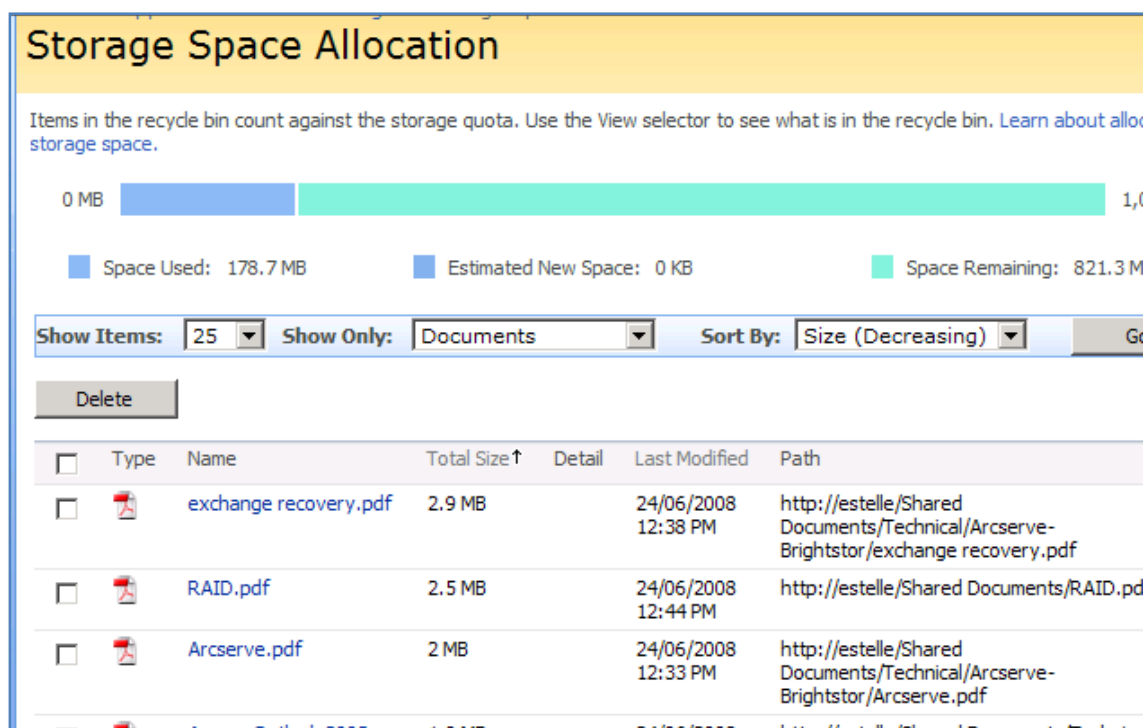 Storage Space Allocation
Items in the recycle bin count against the storage quota. Use the View selector to see what is in the recycle bin. Learn about
storage space.
0 MB
Space Used: 178.7 MB Estimated New Space: 0 KB Space Remaining: 821.3
Show Items: 25 Show Only: Documents Sort By: Size (Decreasing)
Delete
Type Name Total Size↑ Detail Last Modified Path
exchange recovery.pdf 2.9 MB 24/06/2008 http://estelle/Shared
12:38 PM Documents/Technical/Arcserve-
Brightstor/exchange recovery.pdf
RAID.pdf 2.5 MB 24/06/2008 http://estelle/Shared Documents/RAID.pd
12:44 PM
Arcserve.pdf 2 MB 24/06/2008 http://estelle/Shared
12:33 PM Documents/Technical/Arcserve-
Brightstor/Arcserve.pdf